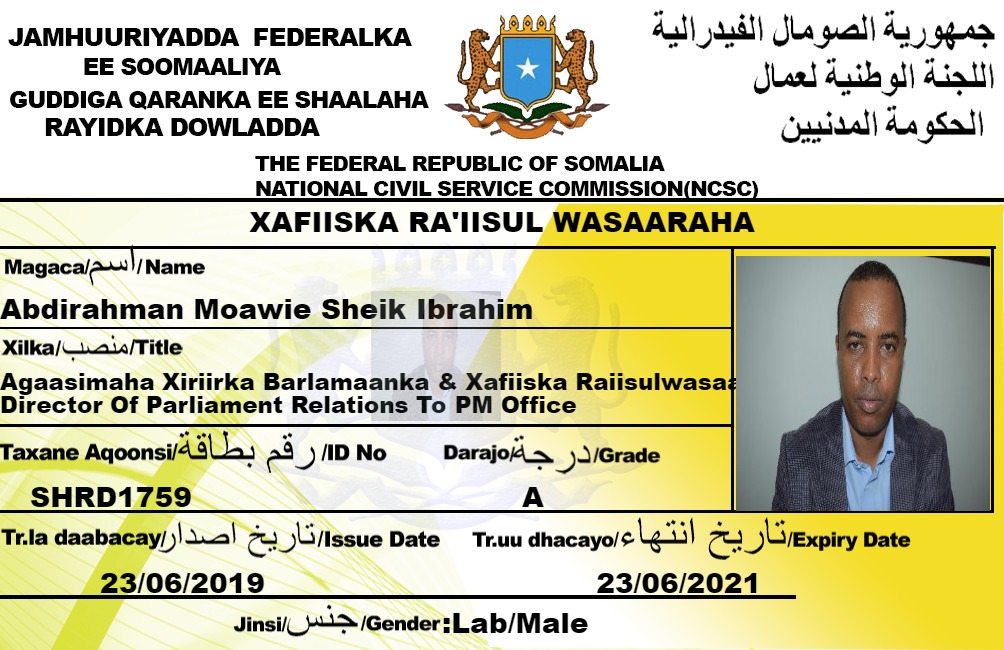 JAMHUURIYADDA FEDERALKA
EE SOOMAALIYA
GUDDIGA QARANKA EE SHAALAHA
RAYIDKA DOWLADDA
جمهورية الصومال الفيدرالية
اللجنة الوطنية لعمال
الحكومة المدنيين
THE FEDERAL REPUBLIC OF SOMALIA
NATIONAL CIVIL SERVICE COMMISSION(NCSC)
XAFIISKA RA'IISUL WASAARAHA
Magaca/اسم/Name
Abdirahman Moawie Sheik Ibrahim
Xilka/منصب/Title
Agaasimaha Xiriirka Barlamaanka & Xafiiska Raiisulwasaa
Director Of Parliament Relations To PM Office
Taxane Aqoonsi/رقم بطاقة/ID No
SHRD1759
Darajo/درجة/Grade
A
Tr.la daabacay/تاريخ اصدار/Issue Date
23/06/2019
Tr.uu dhacayo/تاريخ انتهاء/Expiry Date
23/06/2021
Jinsi/جنس/Gender:Lab/Male